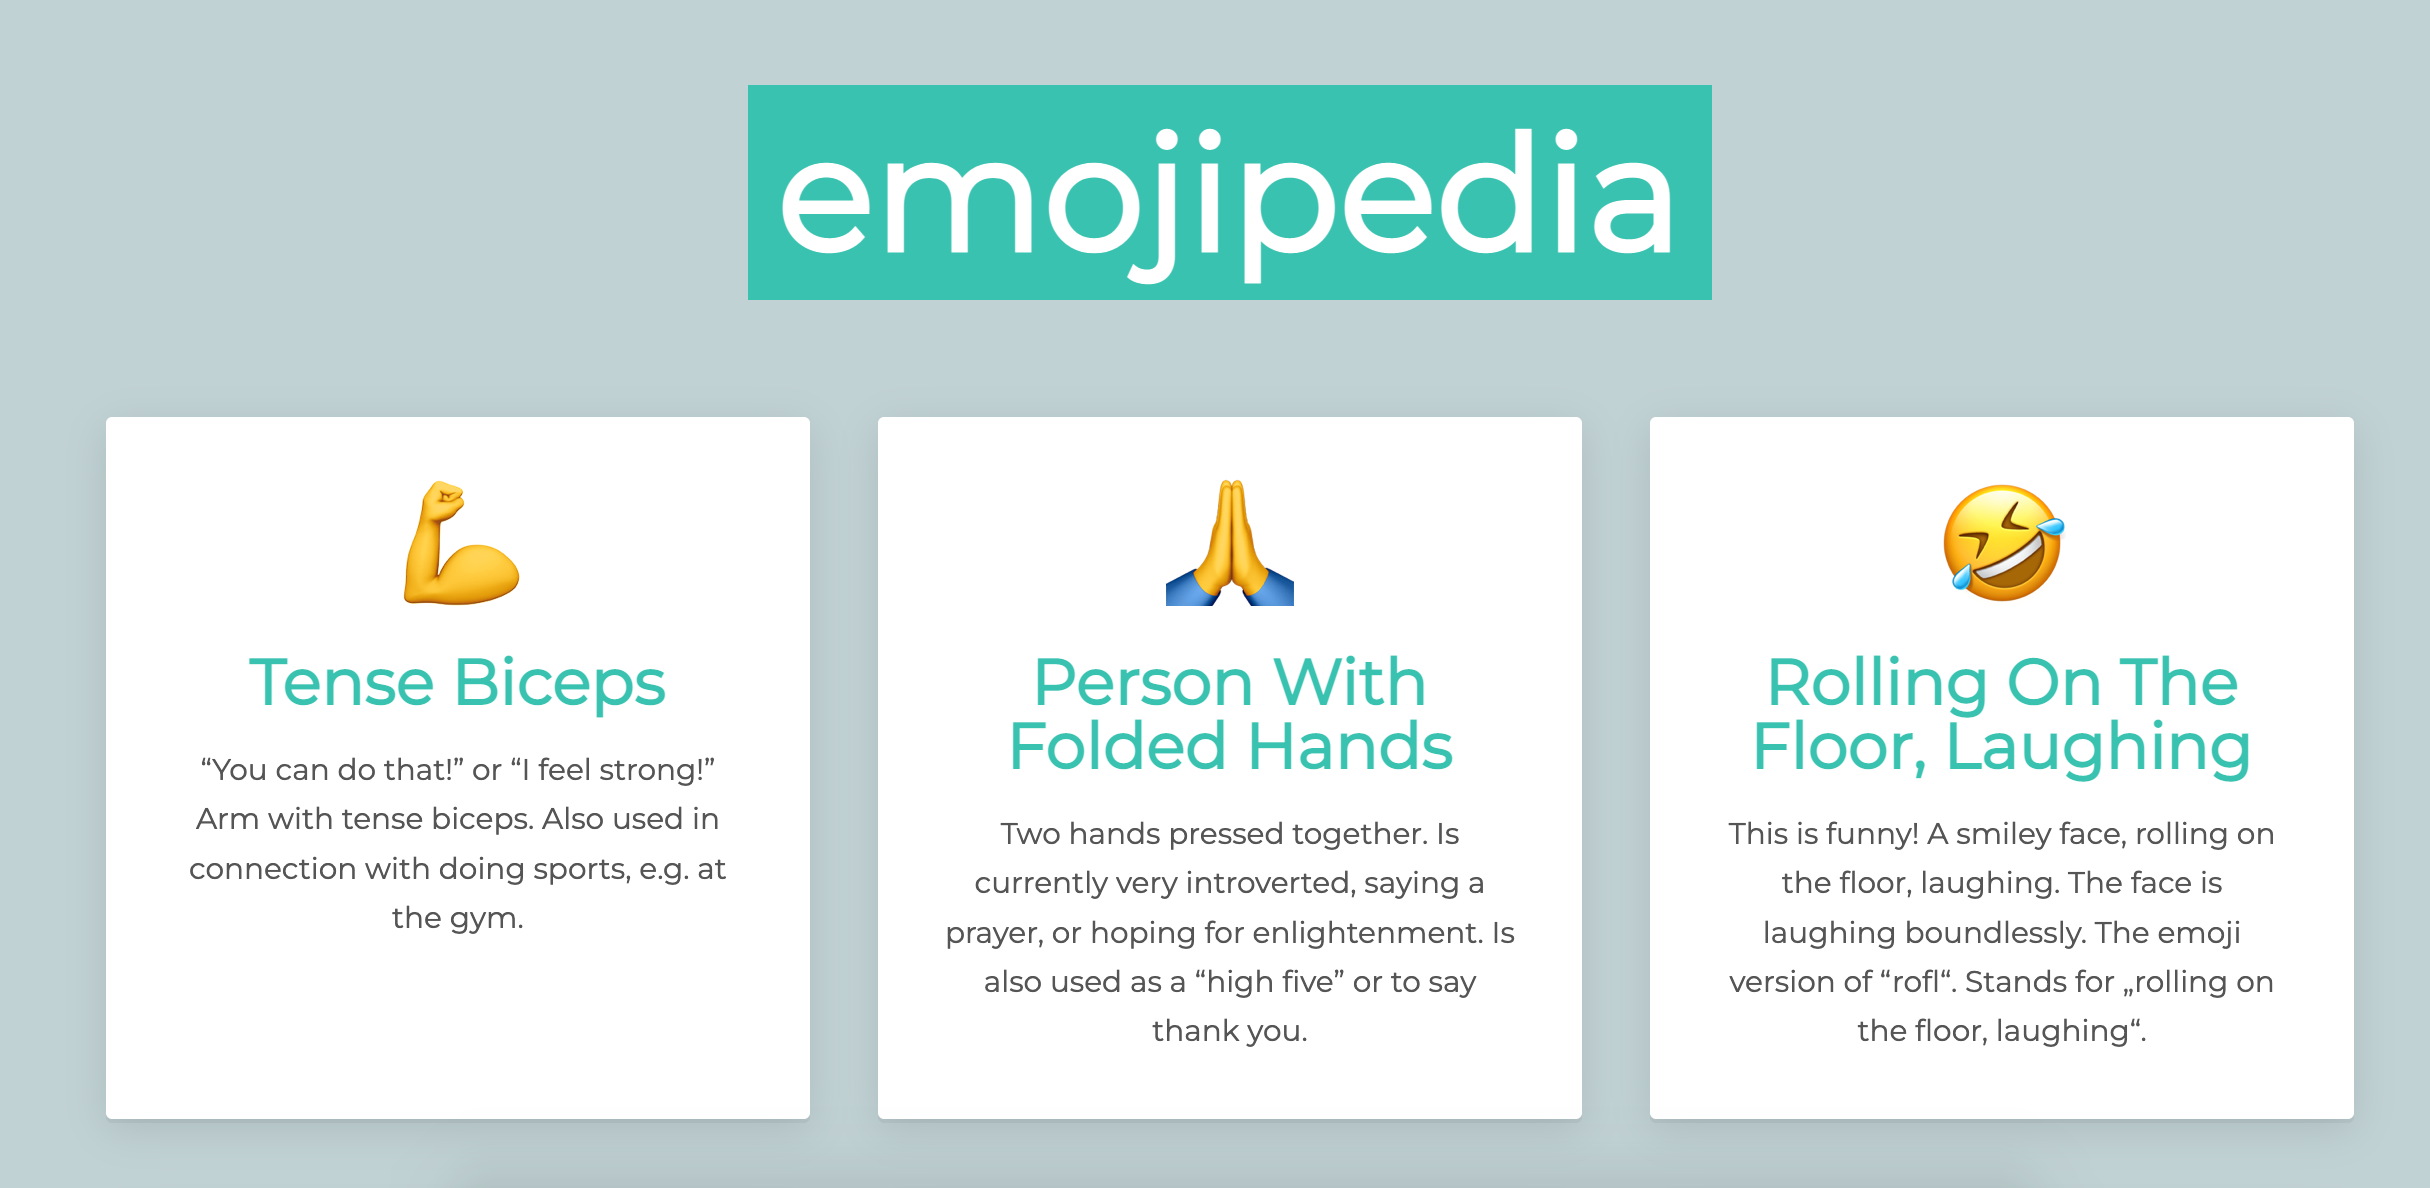 emojipedia
Tense Biceps
“You can do that!” or “I feel strong!”
Arm with tense biceps. Also used in
connection with doing sports, e.g. at
the gym.
Person With
Folded Hands
Two hands pressed together. Is
currently very introverted, saying a
prayer, or hoping for enlightenment. Is
also used as a “high five” or to say
thank you.
Rolling On The
Floor, Laughing
This is funny! A smiley face, rolling on
the floor, laughing. The face is
laughing boundlessly. The emoji
version of “rofl“. Stands for „rolling on
the floor, laughing“.